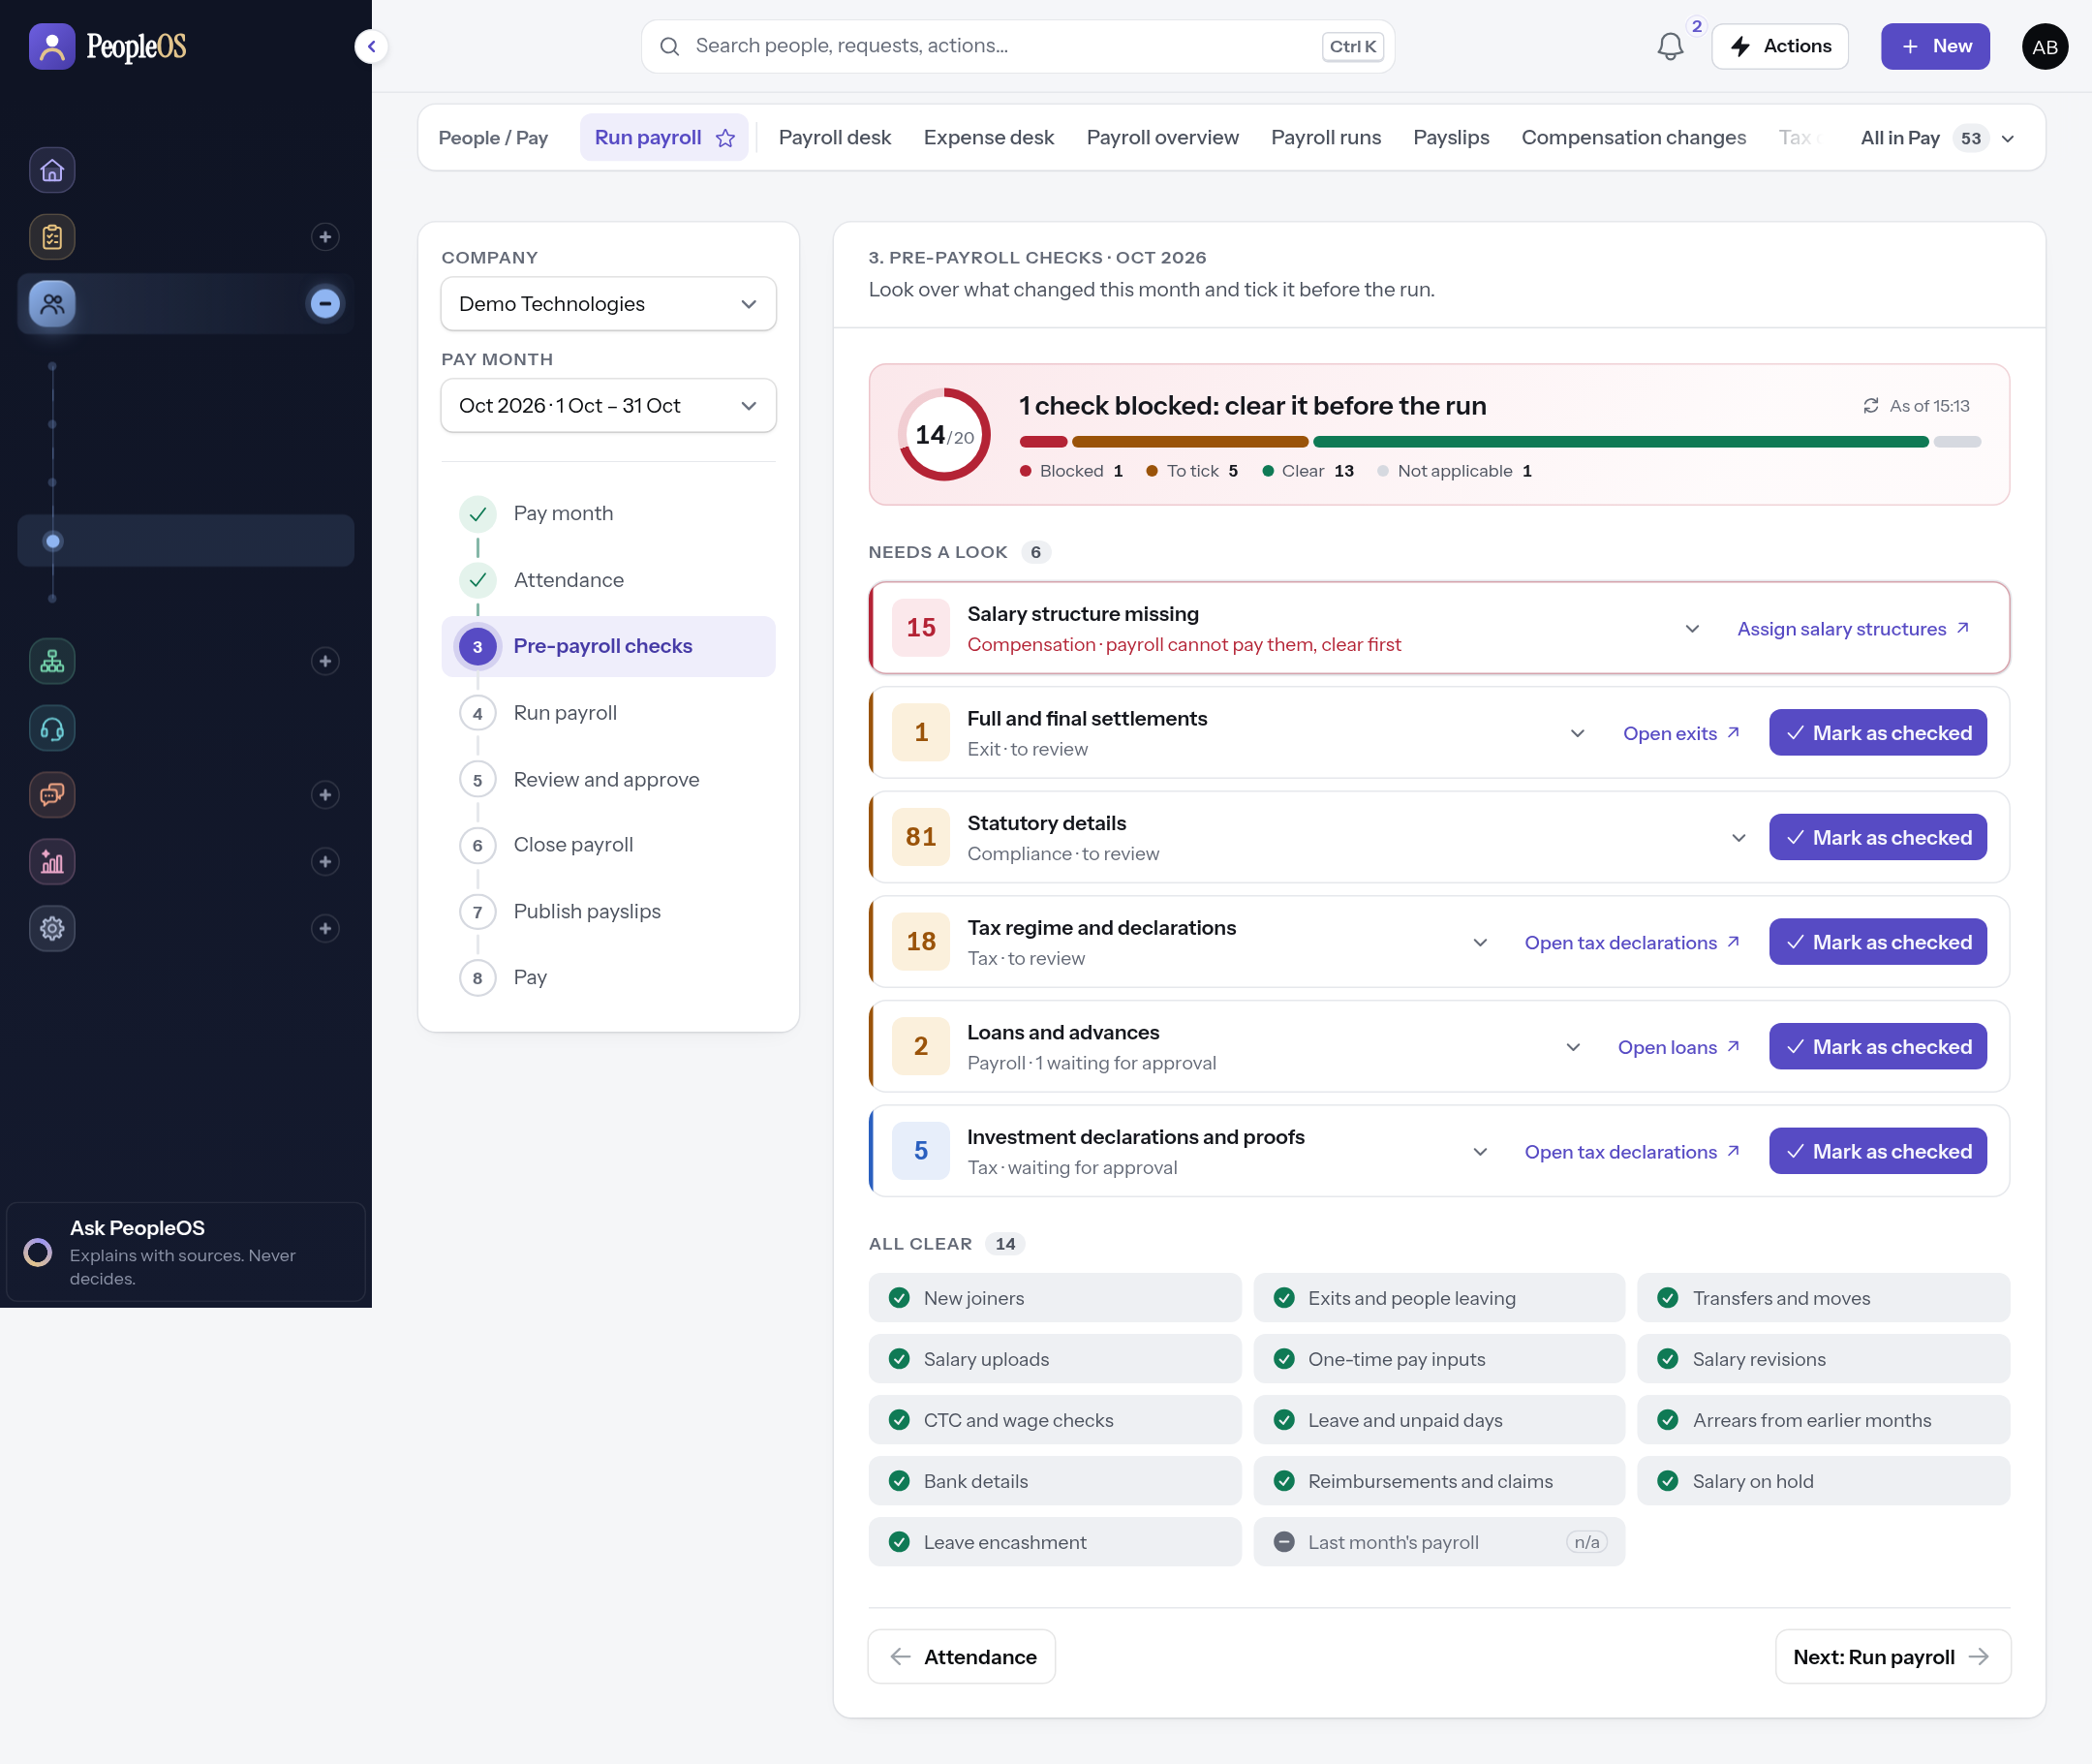 PeopleOS
Search people, requests, actions...
Ctrl K
2
Actions
New
AB
People / Pay
Run payroll
Payroll desk
Expense desk
Payroll overview
Payroll runs
Payslips
Compensation changes
Tax
All in Pay 53
COMPANY
Demo Technologies
PAY MONTH
Oct 2026 · 1 Oct – 31 Oct
Pay month
Attendance
3 Pre-payroll checks
4 Run payroll
5 Review and approve
6 Close payroll
7 Publish payslips
8 Pay
3. PRE-PAYROLL CHECKS · OCT 2026
Look over what changed this month and tick it before the run.
14/20
1 check blocked: clear it before the run
As of 15:13
Blocked 1
To tick 5
Clear 13
Not applicable 1
NEEDS A LOOK 6
15
Salary structure missing
Compensation · payroll cannot pay them, clear first
Assign salary structures
1
Full and final settlements
Exit · to review
Open exits
Mark as checked
81
Statutory details
Compliance · to review
Mark as checked
18
Tax regime and declarations
Tax · to review
Open tax declarations
Mark as checked
2
Loans and advances
Payroll · 1 waiting for approval
Open loans
Mark as checked
5
Investment declarations and proofs
Tax · waiting for approval
Open tax declarations
Mark as checked
ALL CLEAR 14
New joiners
Exits and people leaving
Transfers and moves
Salary uploads
One-time pay inputs
Salary revisions
CTC and wage checks
Leave and unpaid days
Arrears from earlier months
Bank details
Reimbursements and claims
Salary on hold
Leave encashment
Last month's payroll
n/a
Attendance
Next: Run payroll
Ask PeopleOS
Explains with sources. Never
decides.